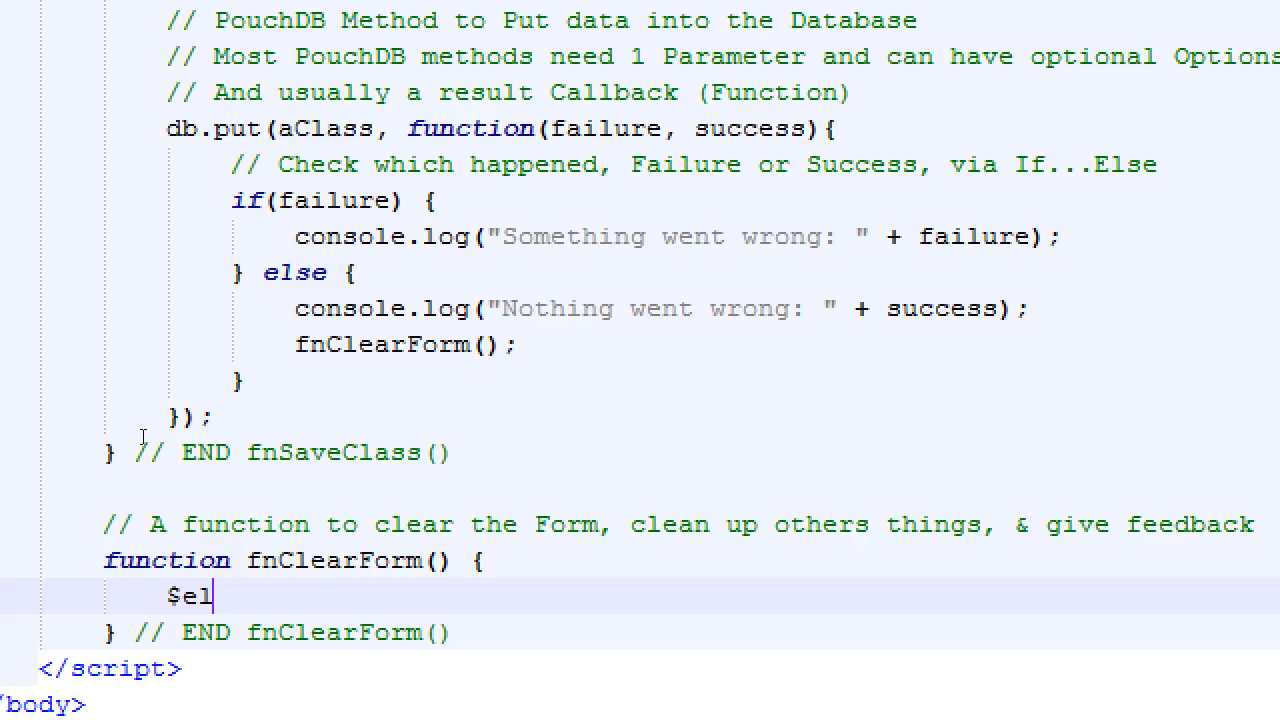 // PouchDB Method to Put data into the Database
// Most PouchDB methods need 1 Parameter and can have optional Options
// And usually a result Callback (Function)
db.put(aClass, function(failure, success){
// Check which happened, Failure or Success, via If...Else
if(failure) {
console.log("Something went wrong: " + failure);
} else {
console.log("Nothing went wrong: " + success);
fnClearForm();
}
});
} // END fnSaveClass()
// A function to clear the Form, clean up others things, & give feedback
function fnClearForm() {
$el
} // END fnClearForm()
</script>
/body>